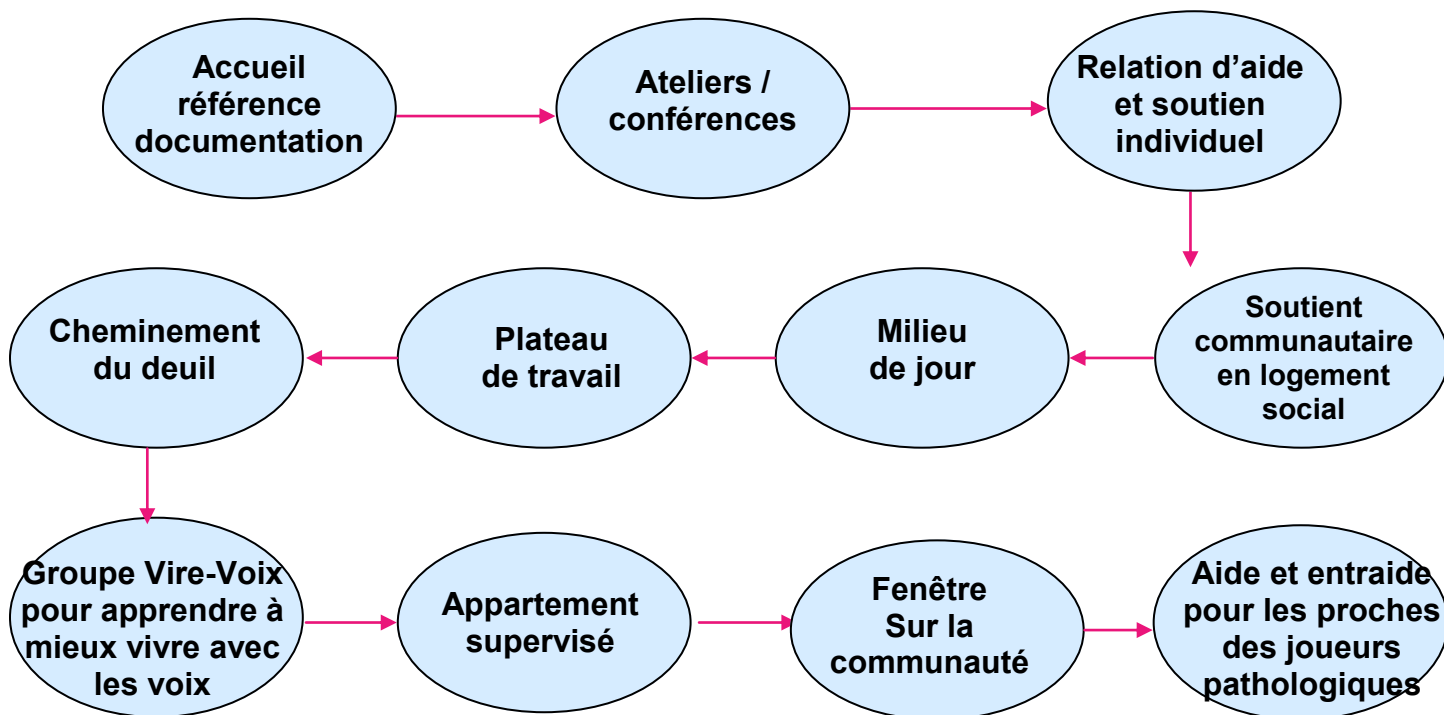 Accueil
référence
documentation
Ateliers /
conférences
Relation d’aide
et soutien
individuel
Soutient
communautaire
en logement
social
Milieu
de jour
Plateau
de travail
Cheminement
du deuil
Groupe Vire-Voix
pour apprendre à
mieux vivre avec
les voix
Appartement
supervisé
Fenêtre
Sur la
communauté
Aide et entraide
pour les proches
des joueurs
pathologiques